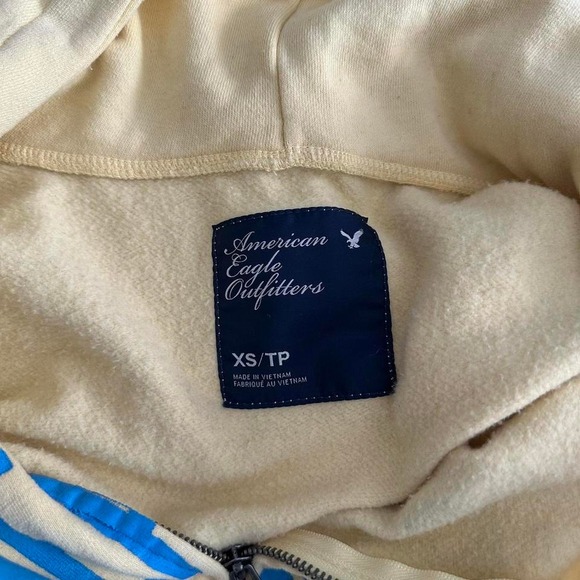 American
Eagle
Outfitters
XS/TP
MADE IN VIETNAM
FABRIQUÉ AU VIETNAM